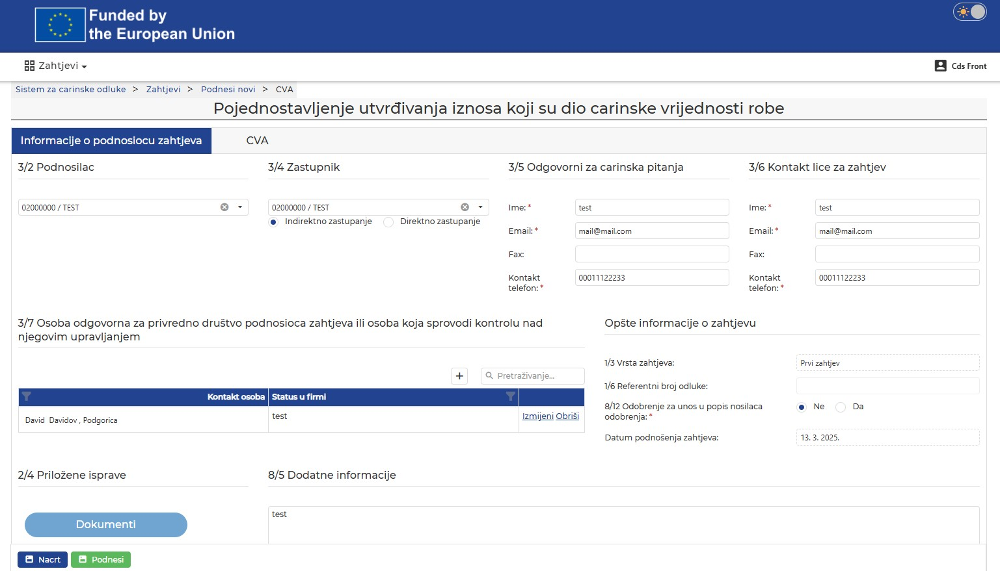 Funded by
the European Union
Zahtjevi
Cds Front
Sistem za carinske odluke > Zahtjevi > Podnesi novi > CVA
Pojednostavljenje utvrđivanja iznosa koji su dio carinske vrijednosti robe
Informacije o podnosiocu zahtjeva CVA
3/2 Podnosilac
02000000 / TEST
3/4 Zastupnik
02000000 / TEST
Indirektno zastupanje Direktno zastupanje
3/5 Odgovorni za carinska pitanja
Ime: * test
Email: * mail@mail.com
Fax:
Kontakt
telefon: * 00011122233
3/6 Kontakt lice za zahtjev
Ime: * test
Email: * mail@mail.com
Fax:
Kontakt
telefon: * 00011122233
3/7 Osoba odgovorna za privredno društvo podnosioca zahtjeva ili osoba koja sprovodi kontrolu nad
njegovim upravljanjem
+ Pretraživanje...
Kontakt osoba Status u firmi
David Davidov , Podgorica test Izmijeni Obriši
Opšte informacije o zahtjevu
1/3 Vrsta zahtjeva: Prvi zahtjev
1/6 Referentni broj odluke:
8/12 Odobrenje za unos u popis nosilaca
odobrenja: * Ne Da
Datum podnošenja zahtjeva: 13. 3. 2025.
2/4 Priložene isprave
Dokumenti
8/5 Dodatne informacije
test
Nacrt Podnesi